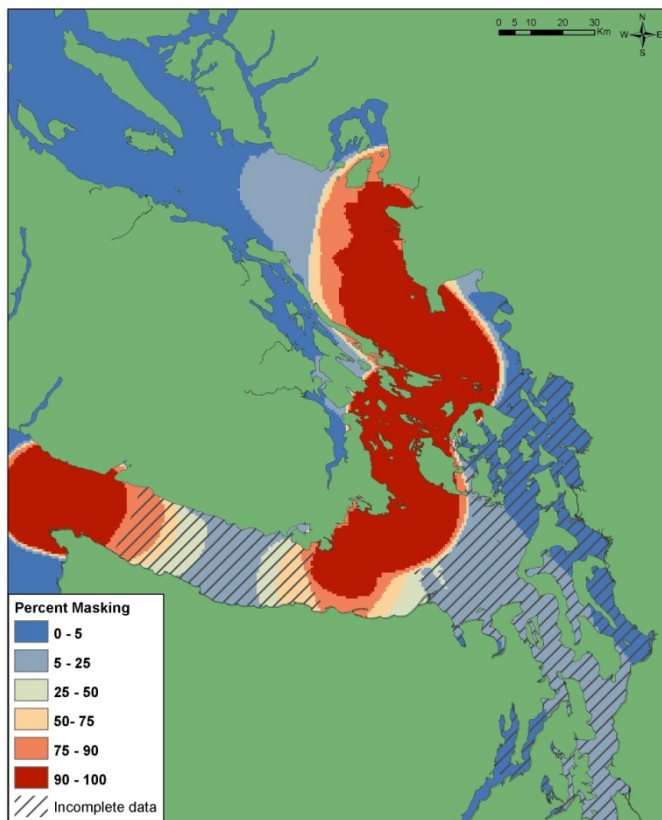 0 5 10 20 30
Km
N
W E
S
Percent Masking
0 - 5
5 - 25
25 - 50
50- 75
75 - 90
90 - 100
Incomplete data